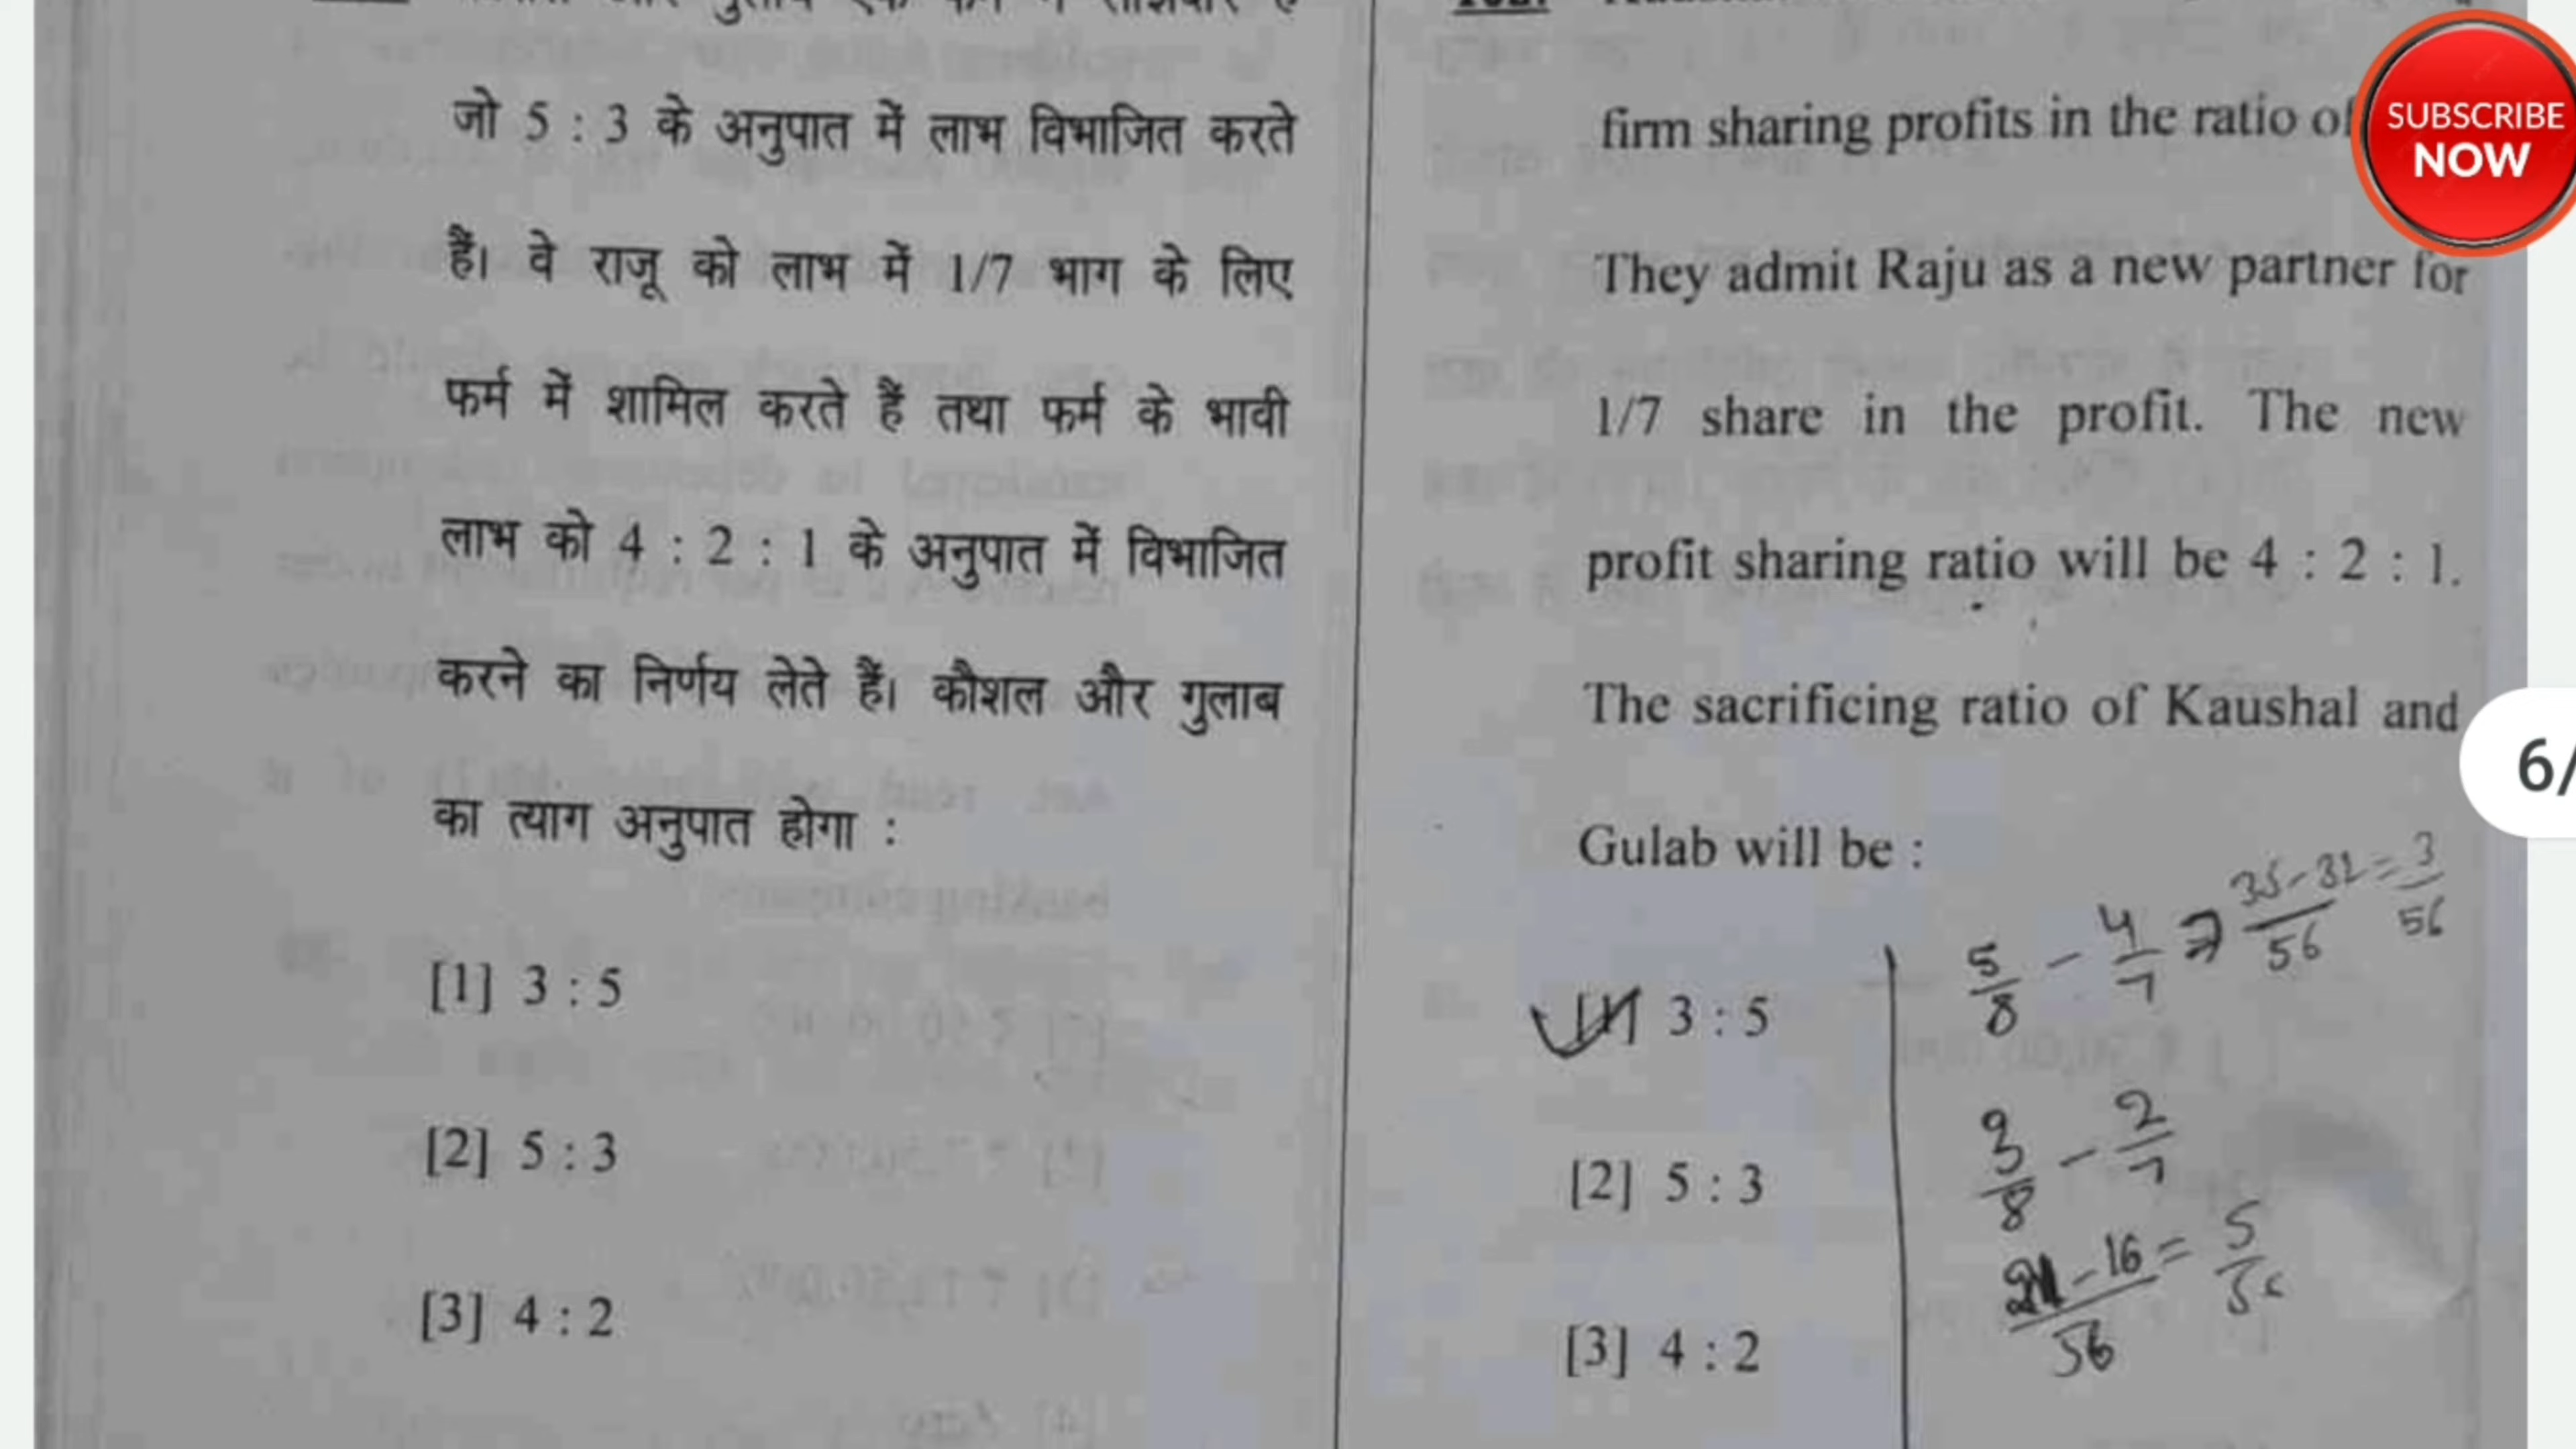 जो 5 : 3 के अनुपात में लाभ विभाजित करते
हैं। वे राजू को लाभ में 1/7 भाग के लिए
फर्म में शामिल करते हैं तथा फर्म के भावी
लाभ को 4 : 2 : 1 के अनुपात में विभाजित
करने का निर्णय लेते हैं। कौशल और गुलाब
का त्याग अनुपात होगा :
[1] 3 : 5
[2] 5 : 3
[3] 4 : 2
firm sharing profits in the ratio of
They admit Raju as a new partner for
1/7 share in the profit. The new
profit sharing ratio will be 4 : 2 : 1.
The sacrificing ratio of Kaushal and
Gulab will be :
[1] 3 : 5
[2] 5 : 3
[3] 4 : 2
5/8 - 4/7 ⇒ 35-32/56 = 3/56
3/8 - 2/7
21-16/56 = 5/56
SUBSCRIBE
NOW
6/